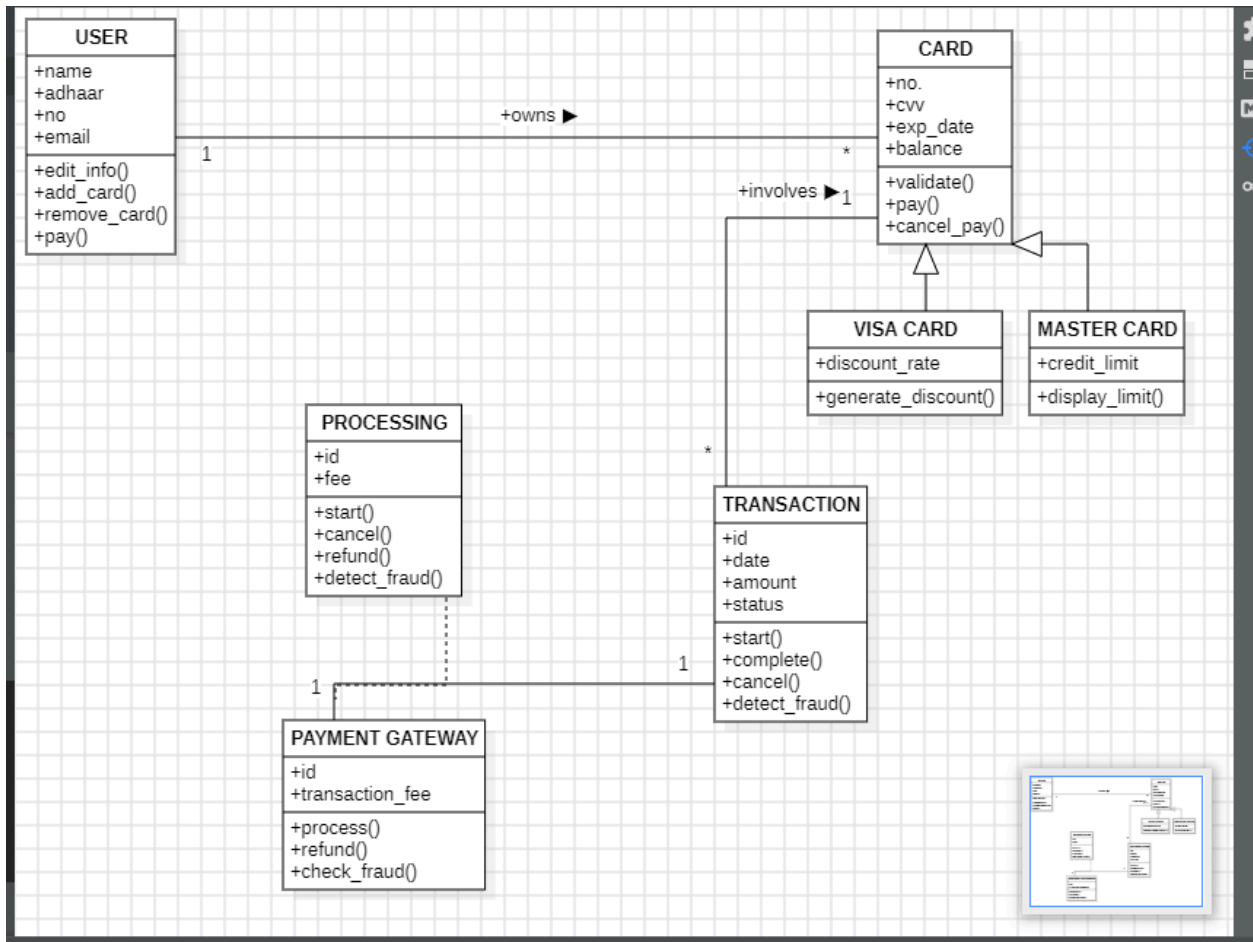 USER
+name
+adhaar
+no
+email
+edit_info()
+add_card()
+remove_card()
+pay()
+owns ▶
1
*
CARD
+no.
+cvv
+exp_date
+balance
+validate()
+pay()
+cancel_pay()
+involves ▶
1
*
VISA CARD
+discount_rate
+generate_discount()
MASTER CARD
+credit_limit
+display_limit()
PROCESSING
+id
+fee
+start()
+cancel()
+refund()
+detect_fraud()
TRANSACTION
+id
+date
+amount
+status
+start()
+complete()
+cancel()
+detect_fraud()
1
1
PAYMENT GATEWAY
+id
+transaction_fee
+process()
+refund()
+check_fraud()